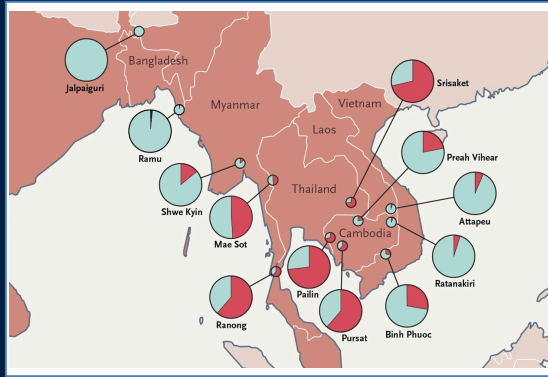 Bangladesh
Jalpaiguri
Srisaket
Myanmar
Vietnam
Laos
Ramu
Preah Vihear
Thailand
Attapeu
Shwe Kyin
Cambodia
Mae Sot
Ratanakiri
Pailin
Ranong
Pursat
Binh Phuoc